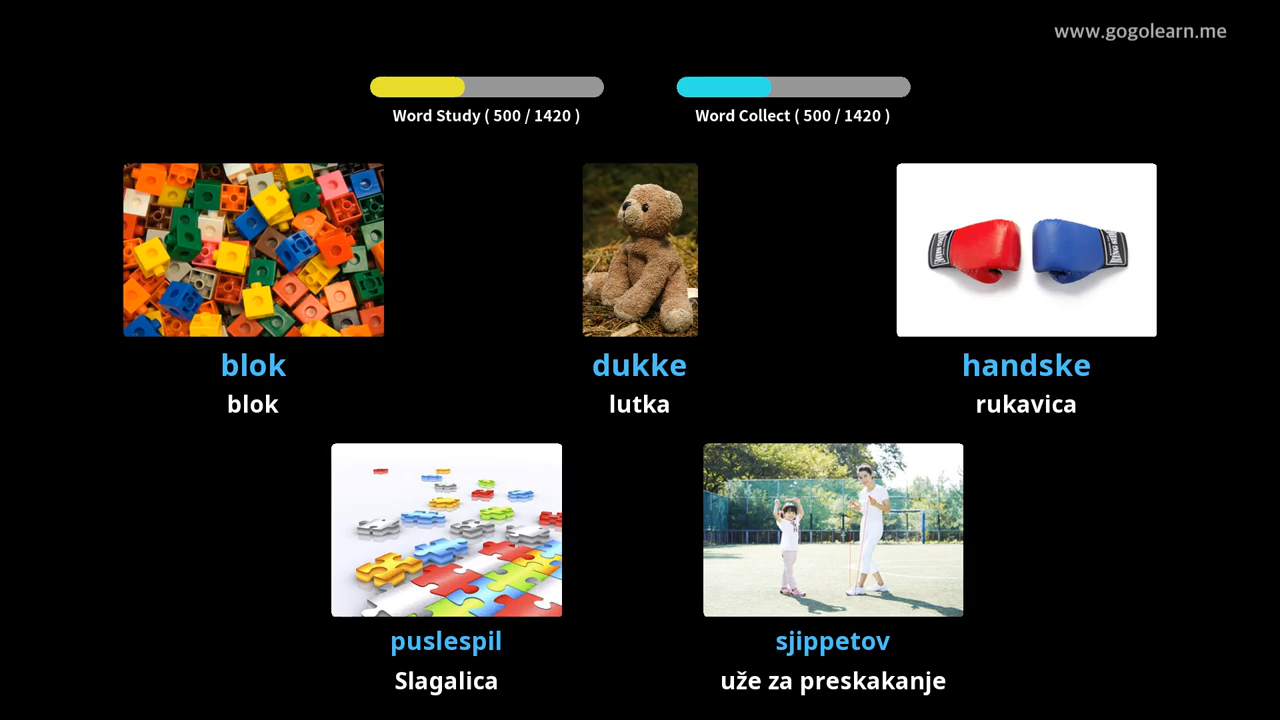 www.gogolearn.me
Word Study ( 500 / 1420 )
Word Collect ( 500 / 1420 )
blok
dukke
handske
blok
lutka
rukavica
puslespil
sjippetov
Slagalica
uže za preskakanje